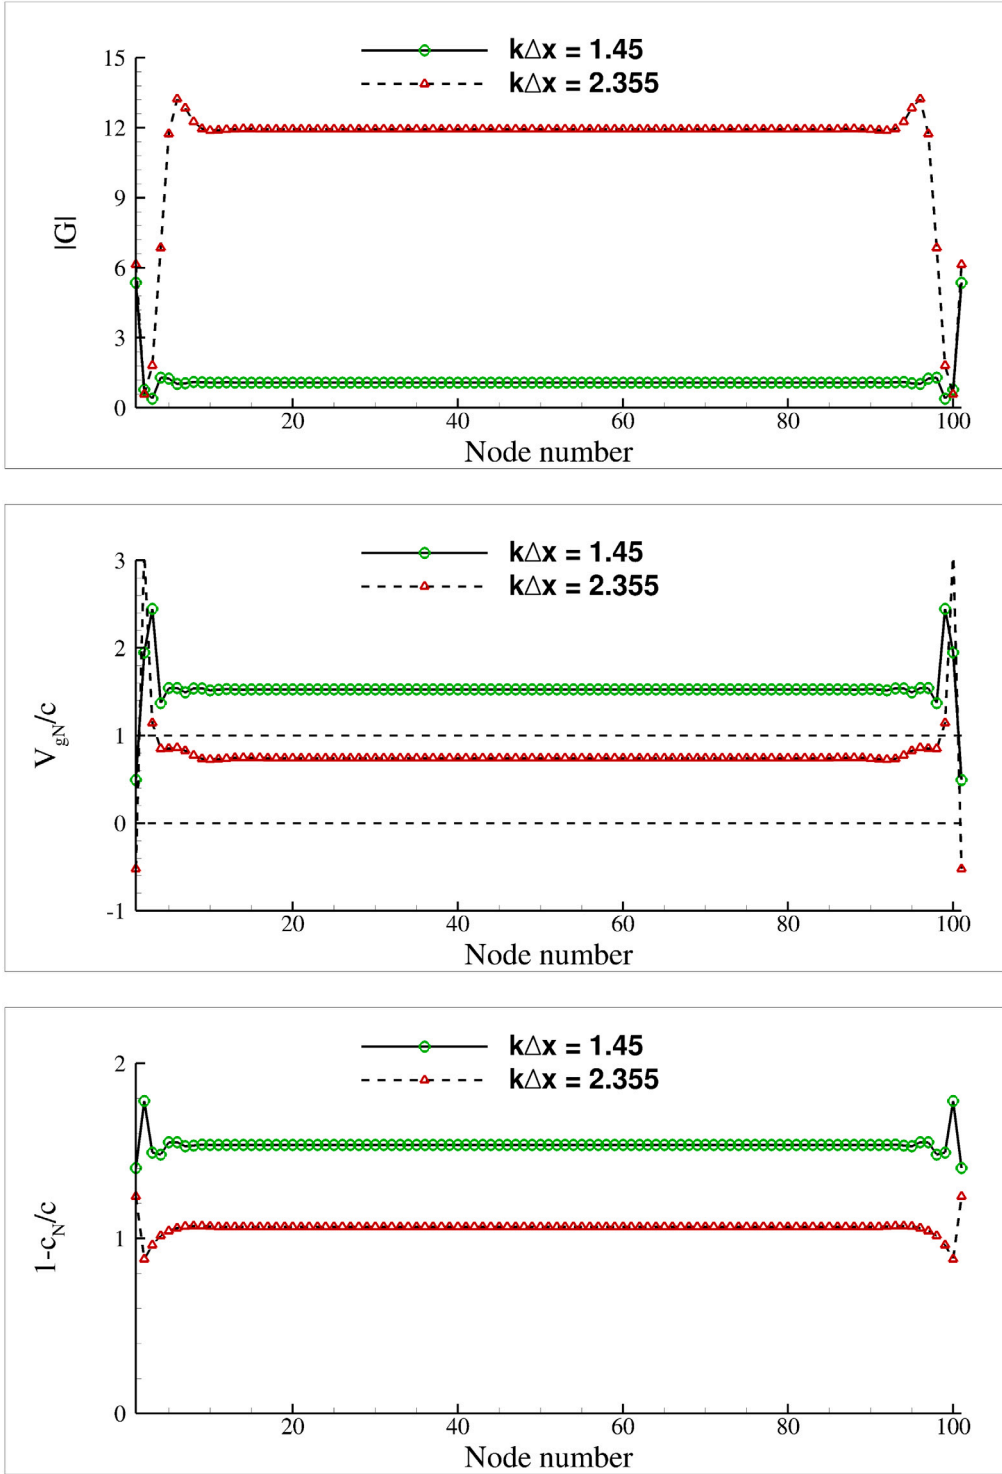 kΔx = 1.45
kΔx = 2.355
15
12
9
6
3
0
|G|
20 40 60 80 100
Node number
kΔx = 1.45
kΔx = 2.355
3
2
1
0
-1
V_gN/c
20 40 60 80 100
Node number
kΔx = 1.45
kΔx = 2.355
2
1
0
1-c_N/c
20 40 60 80 100
Node number